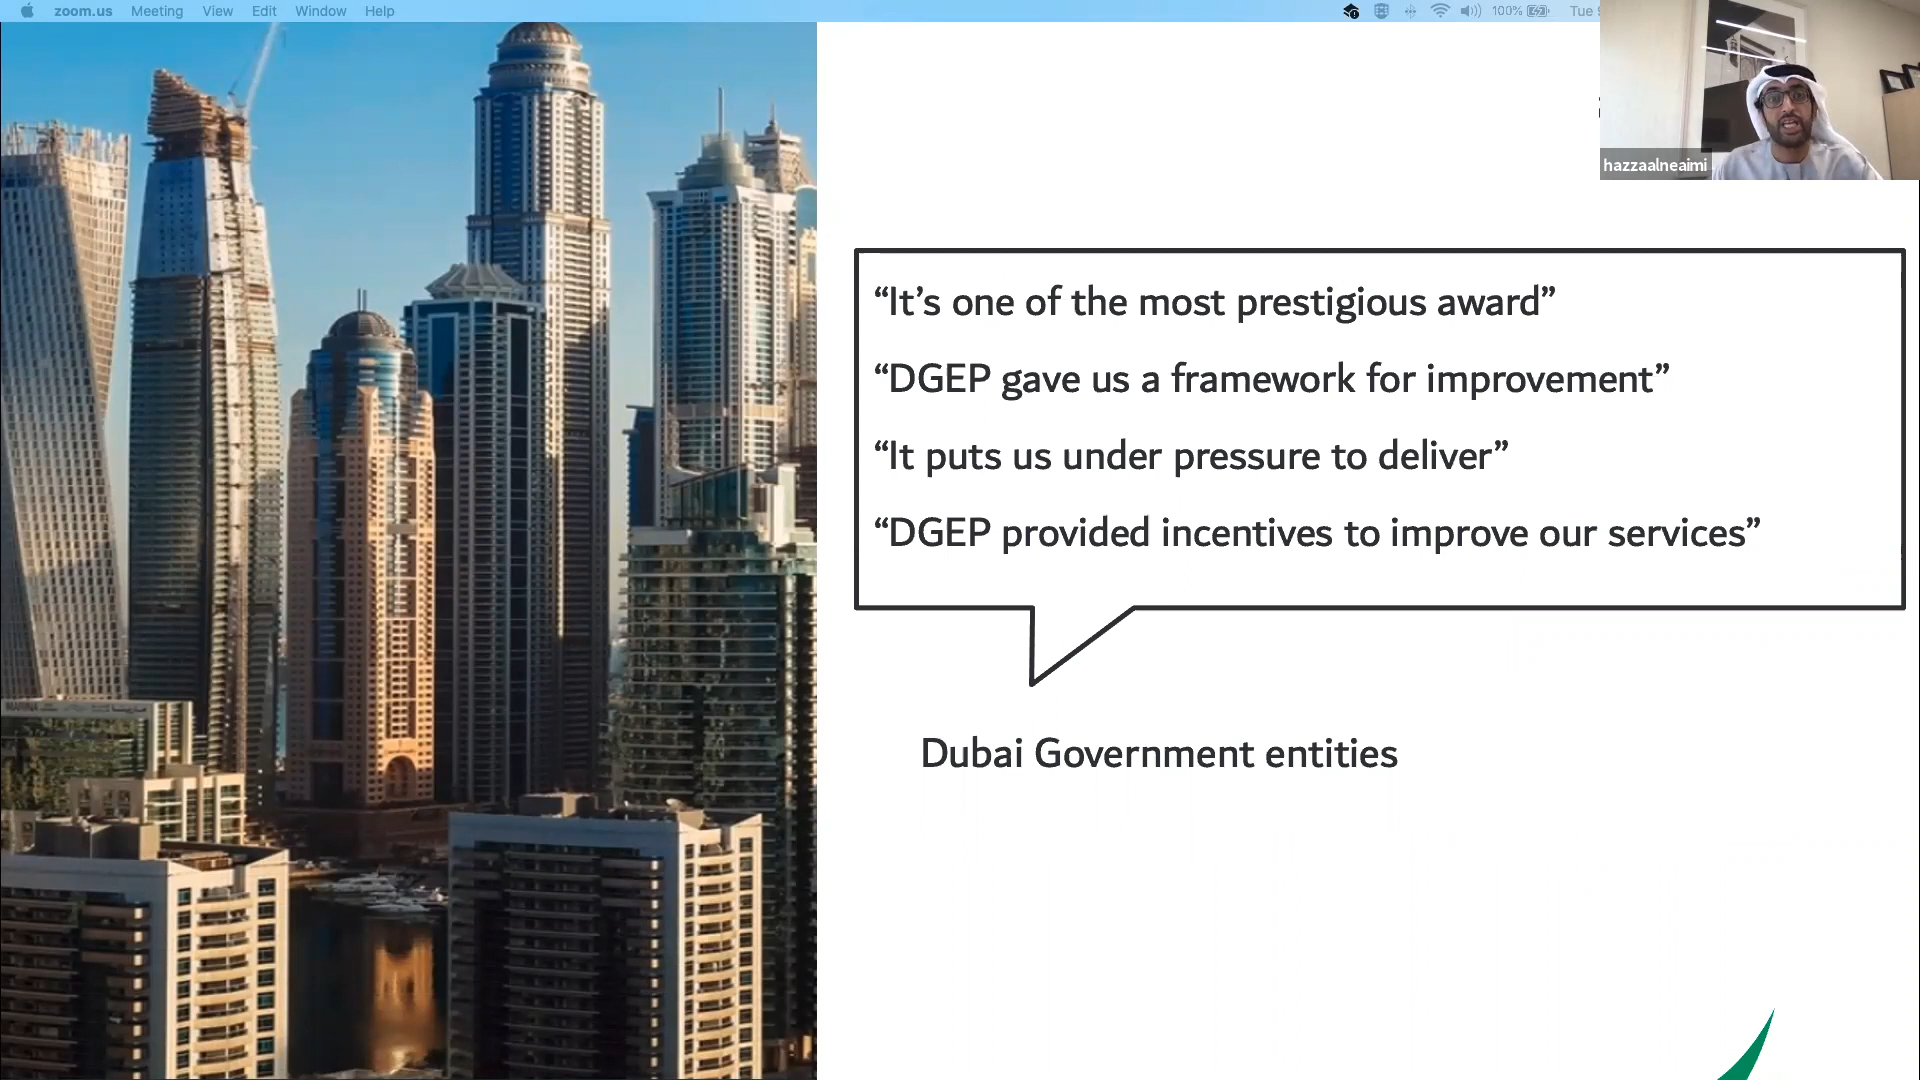 zoom.us Meeting View Edit Window Help 100% Tue
hazzaalneaimi
“It’s one of the most prestigious award”
“DGEP gave us a framework for improvement”
“It puts us under pressure to deliver”
“DGEP provided incentives to improve our services”
Dubai Government entities